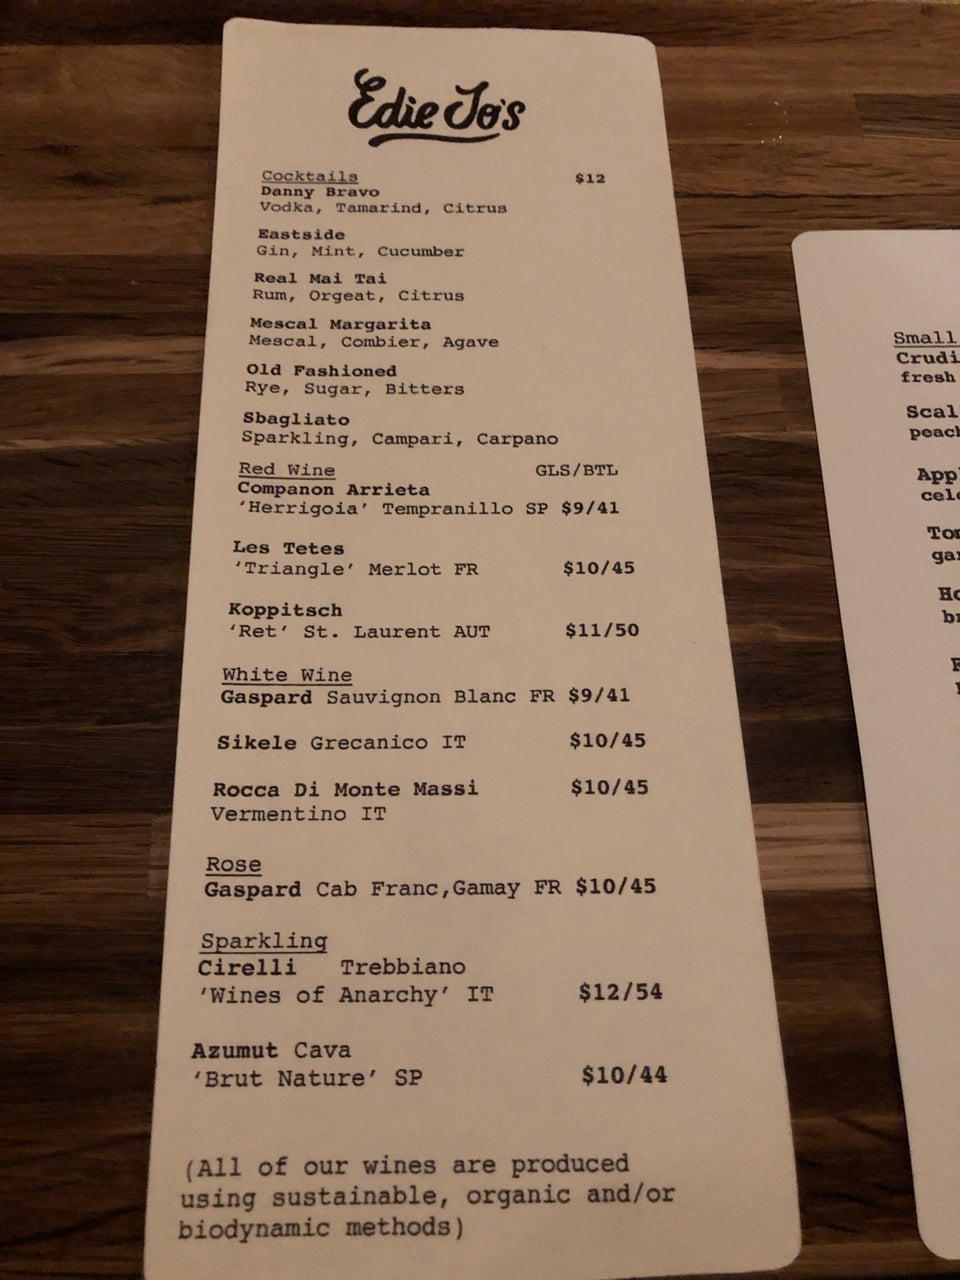 Edie Jo's
Cocktails $12
Danny Bravo
Vodka, Tamarind, Citrus
Eastside
Gin, Mint, Cucumber
Real Mai Tai
Rum, Orgeat, Citrus
Mescal Margarita
Mescal, Combier, Agave
Old Fashioned
Rye, Sugar, Bitters
Sbagliato
Sparkling, Campari, Carpano
Red Wine GLS/BTL
Companon Arrieta
‘Herrigoia’ Tempranillo SP $9/41
Les Tetes
‘Triangle’ Merlot FR $10/45
Koppitsch
‘Ret’ St. Laurent AUT $11/50
White Wine
Gaspard Sauvignon Blanc FR $9/41
Sikele Grecanico IT $10/45
Rocca Di Monte Massi $10/45
Vermentino IT
Rose
Gaspard Cab Franc,Gamay FR $10/45
Sparkling
Cirelli Trebbiano
‘Wines of Anarchy’ IT $12/54
Azumut Cava
‘Brut Nature’ SP $10/44
(All of our wines are produced
using sustainable, organic and/or
biodynamic methods)
Small
fresh